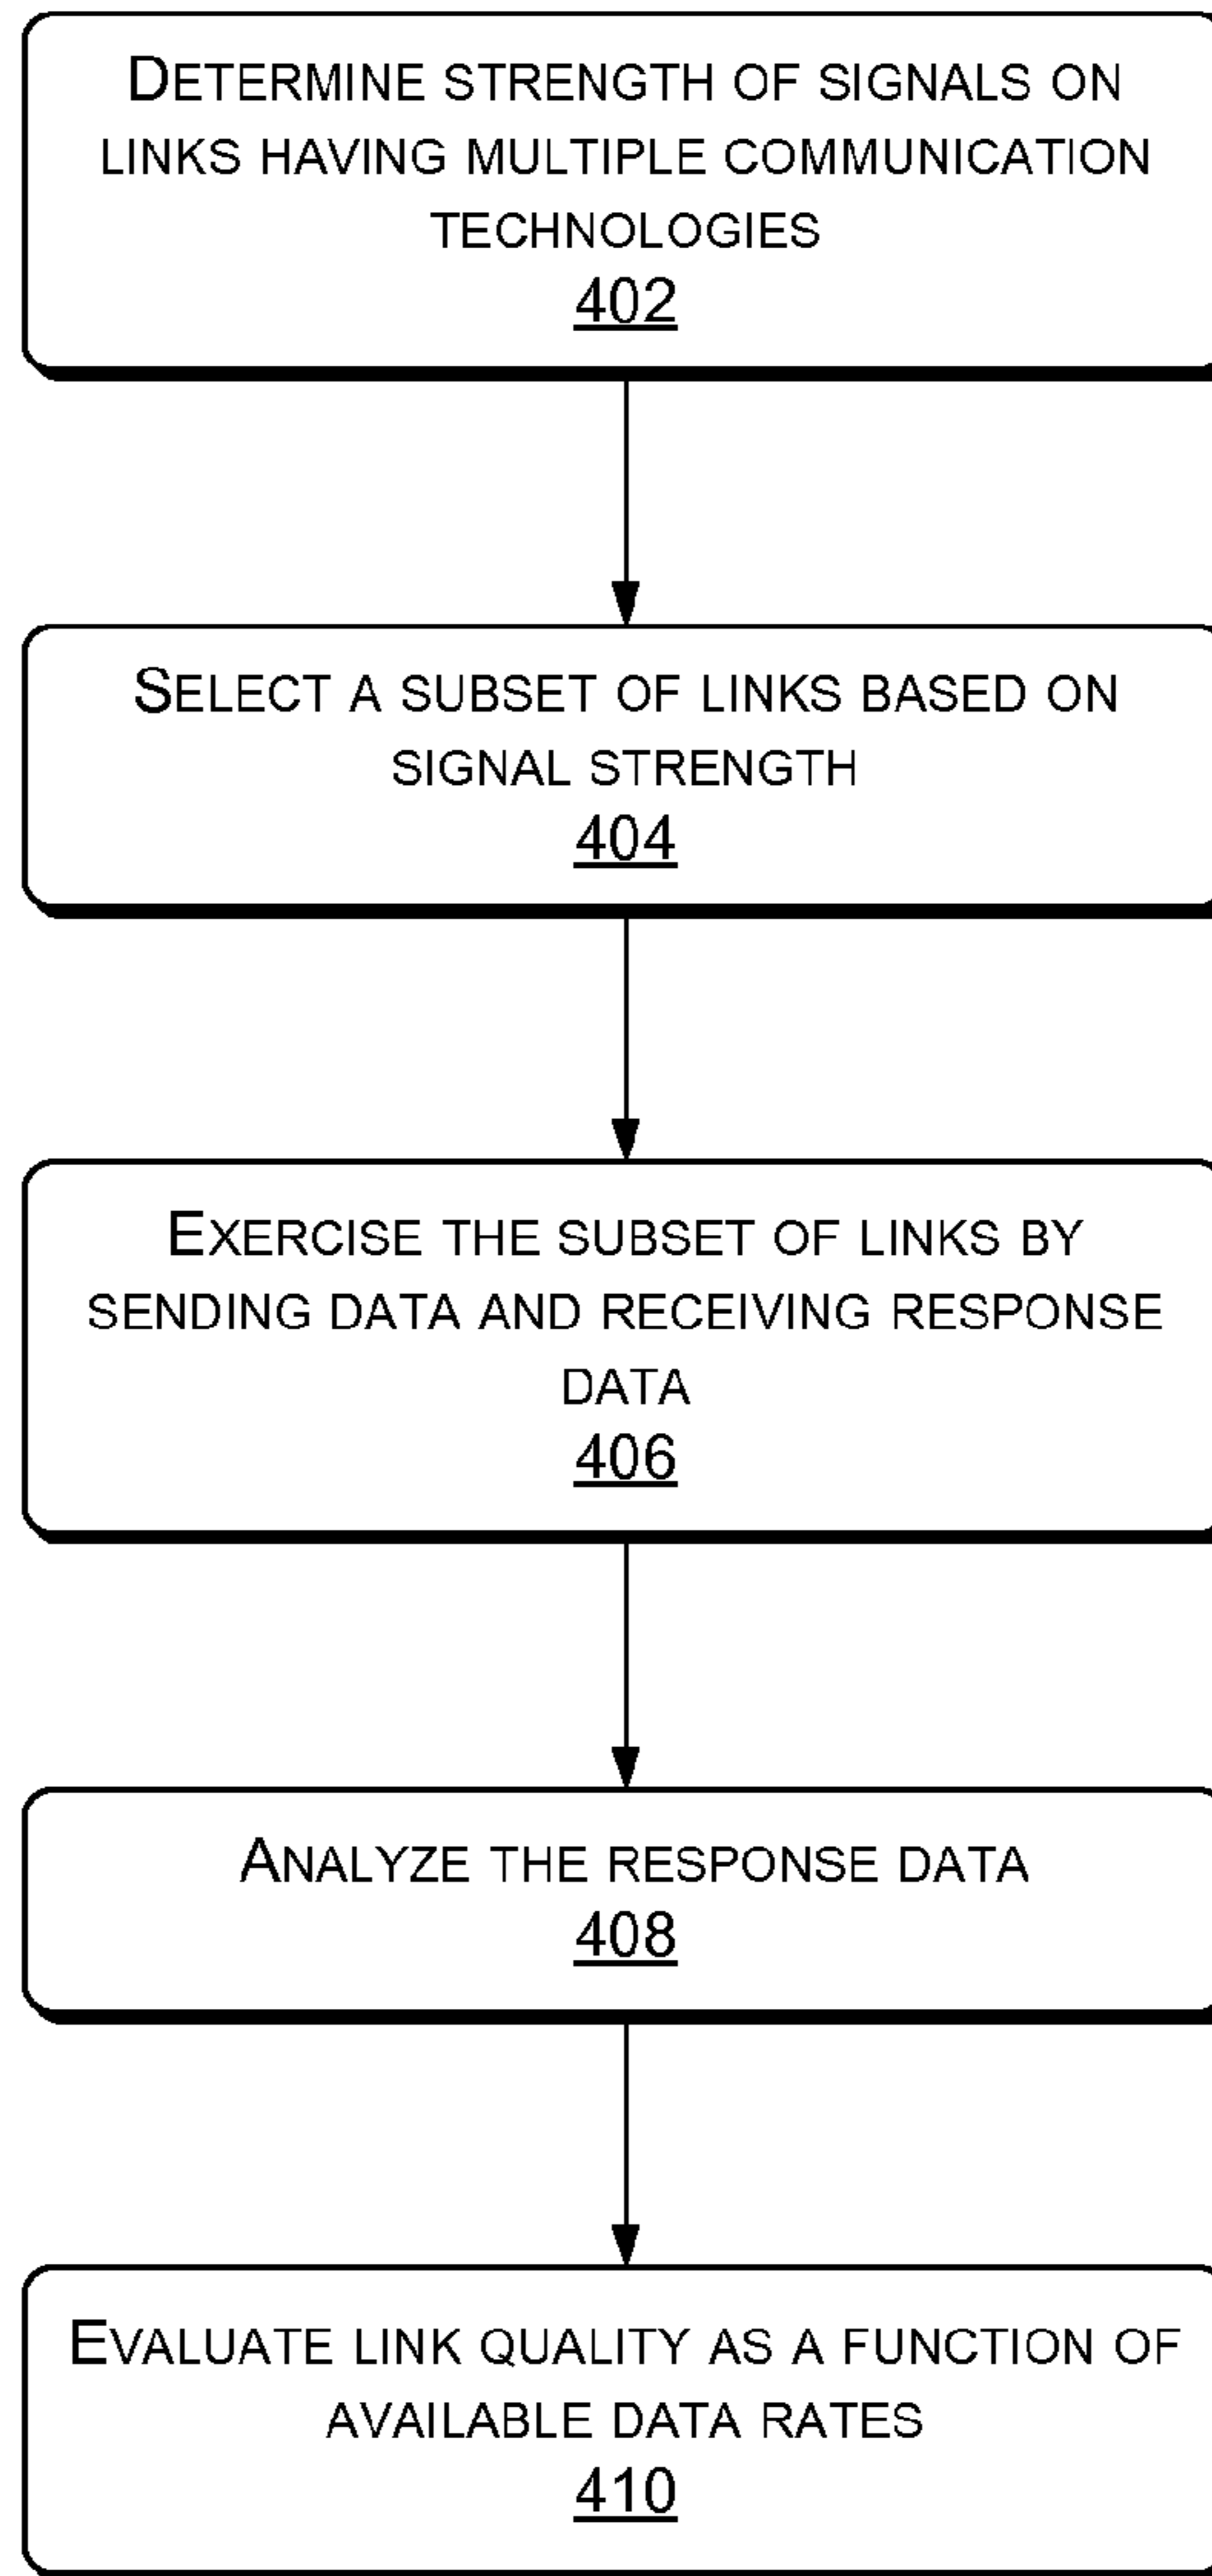 DETERMINE STRENGTH OF SIGNALS ON
LINKS HAVING MULTIPLE COMMUNICATION
TECHNOLOGIES
402
SELECT A SUBSET OF LINKS BASED ON
SIGNAL STRENGTH
404
EXERCISE THE SUBSET OF LINKS BY
SENDING DATA AND RECEIVING RESPONSE
DATA
406
ANALYZE THE RESPONSE DATA
408
EVALUATE LINK QUALITY AS A FUNCTION OF
AVAILABLE DATA RATES
410